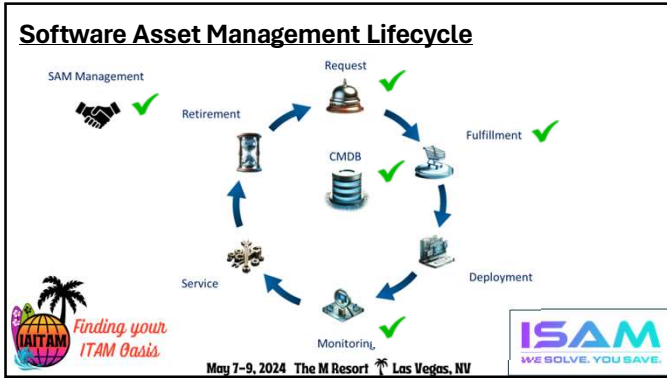 Software Asset Management Lifecycle
SAM Management
Request
Retirement
Fulfillment
CMDB
Service
Deployment
Monitoring
IAITAM
Finding your
ITAM Oasis
ISAM
WE SOLVE. YOU SAVE.
May 7-9, 2024 The M Resort Las Vegas, NV